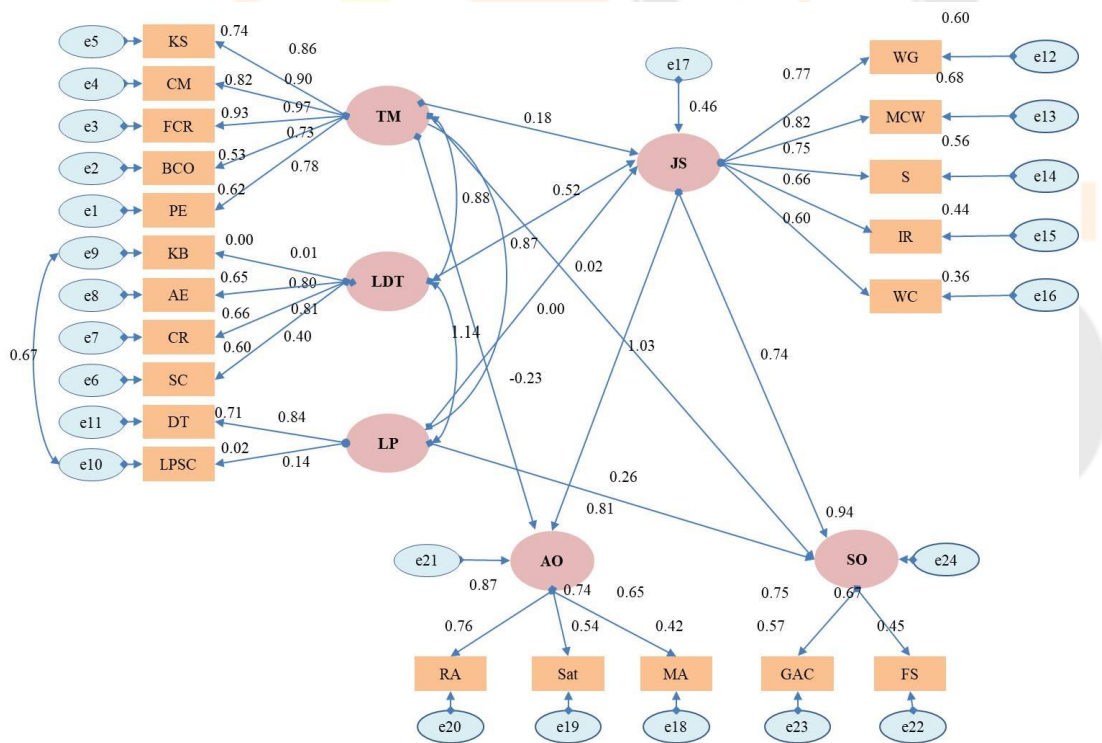 0.60
e5
KS
0.74
0.86
e17
0.77
WG
e12
e4
CM
0.82
0.90
0.68
e3
FCR
0.93
0.97
TM
0.18
0.46
0.82
MCW
e13
0.73
0.75
0.56
e2
BCO
0.53
0.78
JS
0.66
S
e14
e1
PE
0.62
0.88
0.52
0.60
0.44
IR
e15
e9
KB
0.00
0.01
0.87
0.02
0.36
e8
AE
0.65
0.80
LDT
WC
e16
0.66
0.81
0.00
e7
CR
0.67
0.60
0.40
1.14
1.03
0.74
e6
SC
-0.23
e11
DT
0.71
0.84
LP
e10
LPSC
0.02
0.14
0.26
0.81
0.94
e21
AO
SO
e24
0.87
0.74
0.65
0.75
0.67
0.76
0.54
0.42
0.57
0.45
RA
Sat
MA
GAC
FS
e20
e19
e18
e23
e22